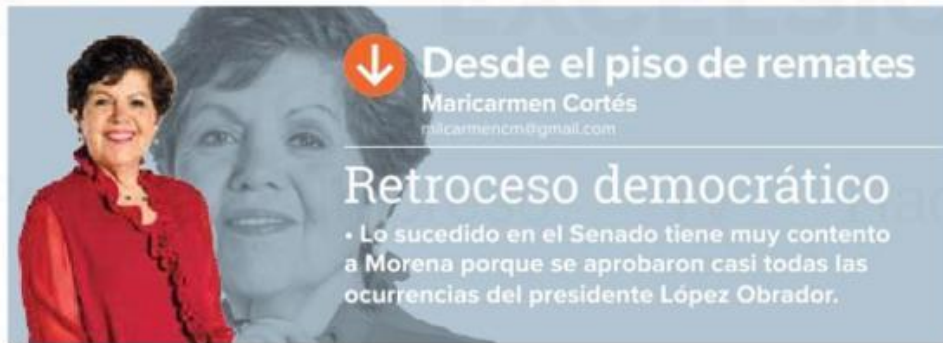 Desde el piso de remates
Maricarmen Cortés
milcarmencm@gmail.com
Retroceso democrático
• Lo sucedido en el Senado tiene muy contento
a Morena porque se aprobaron casi todas las
ocurrencias del presidente López Obrador.